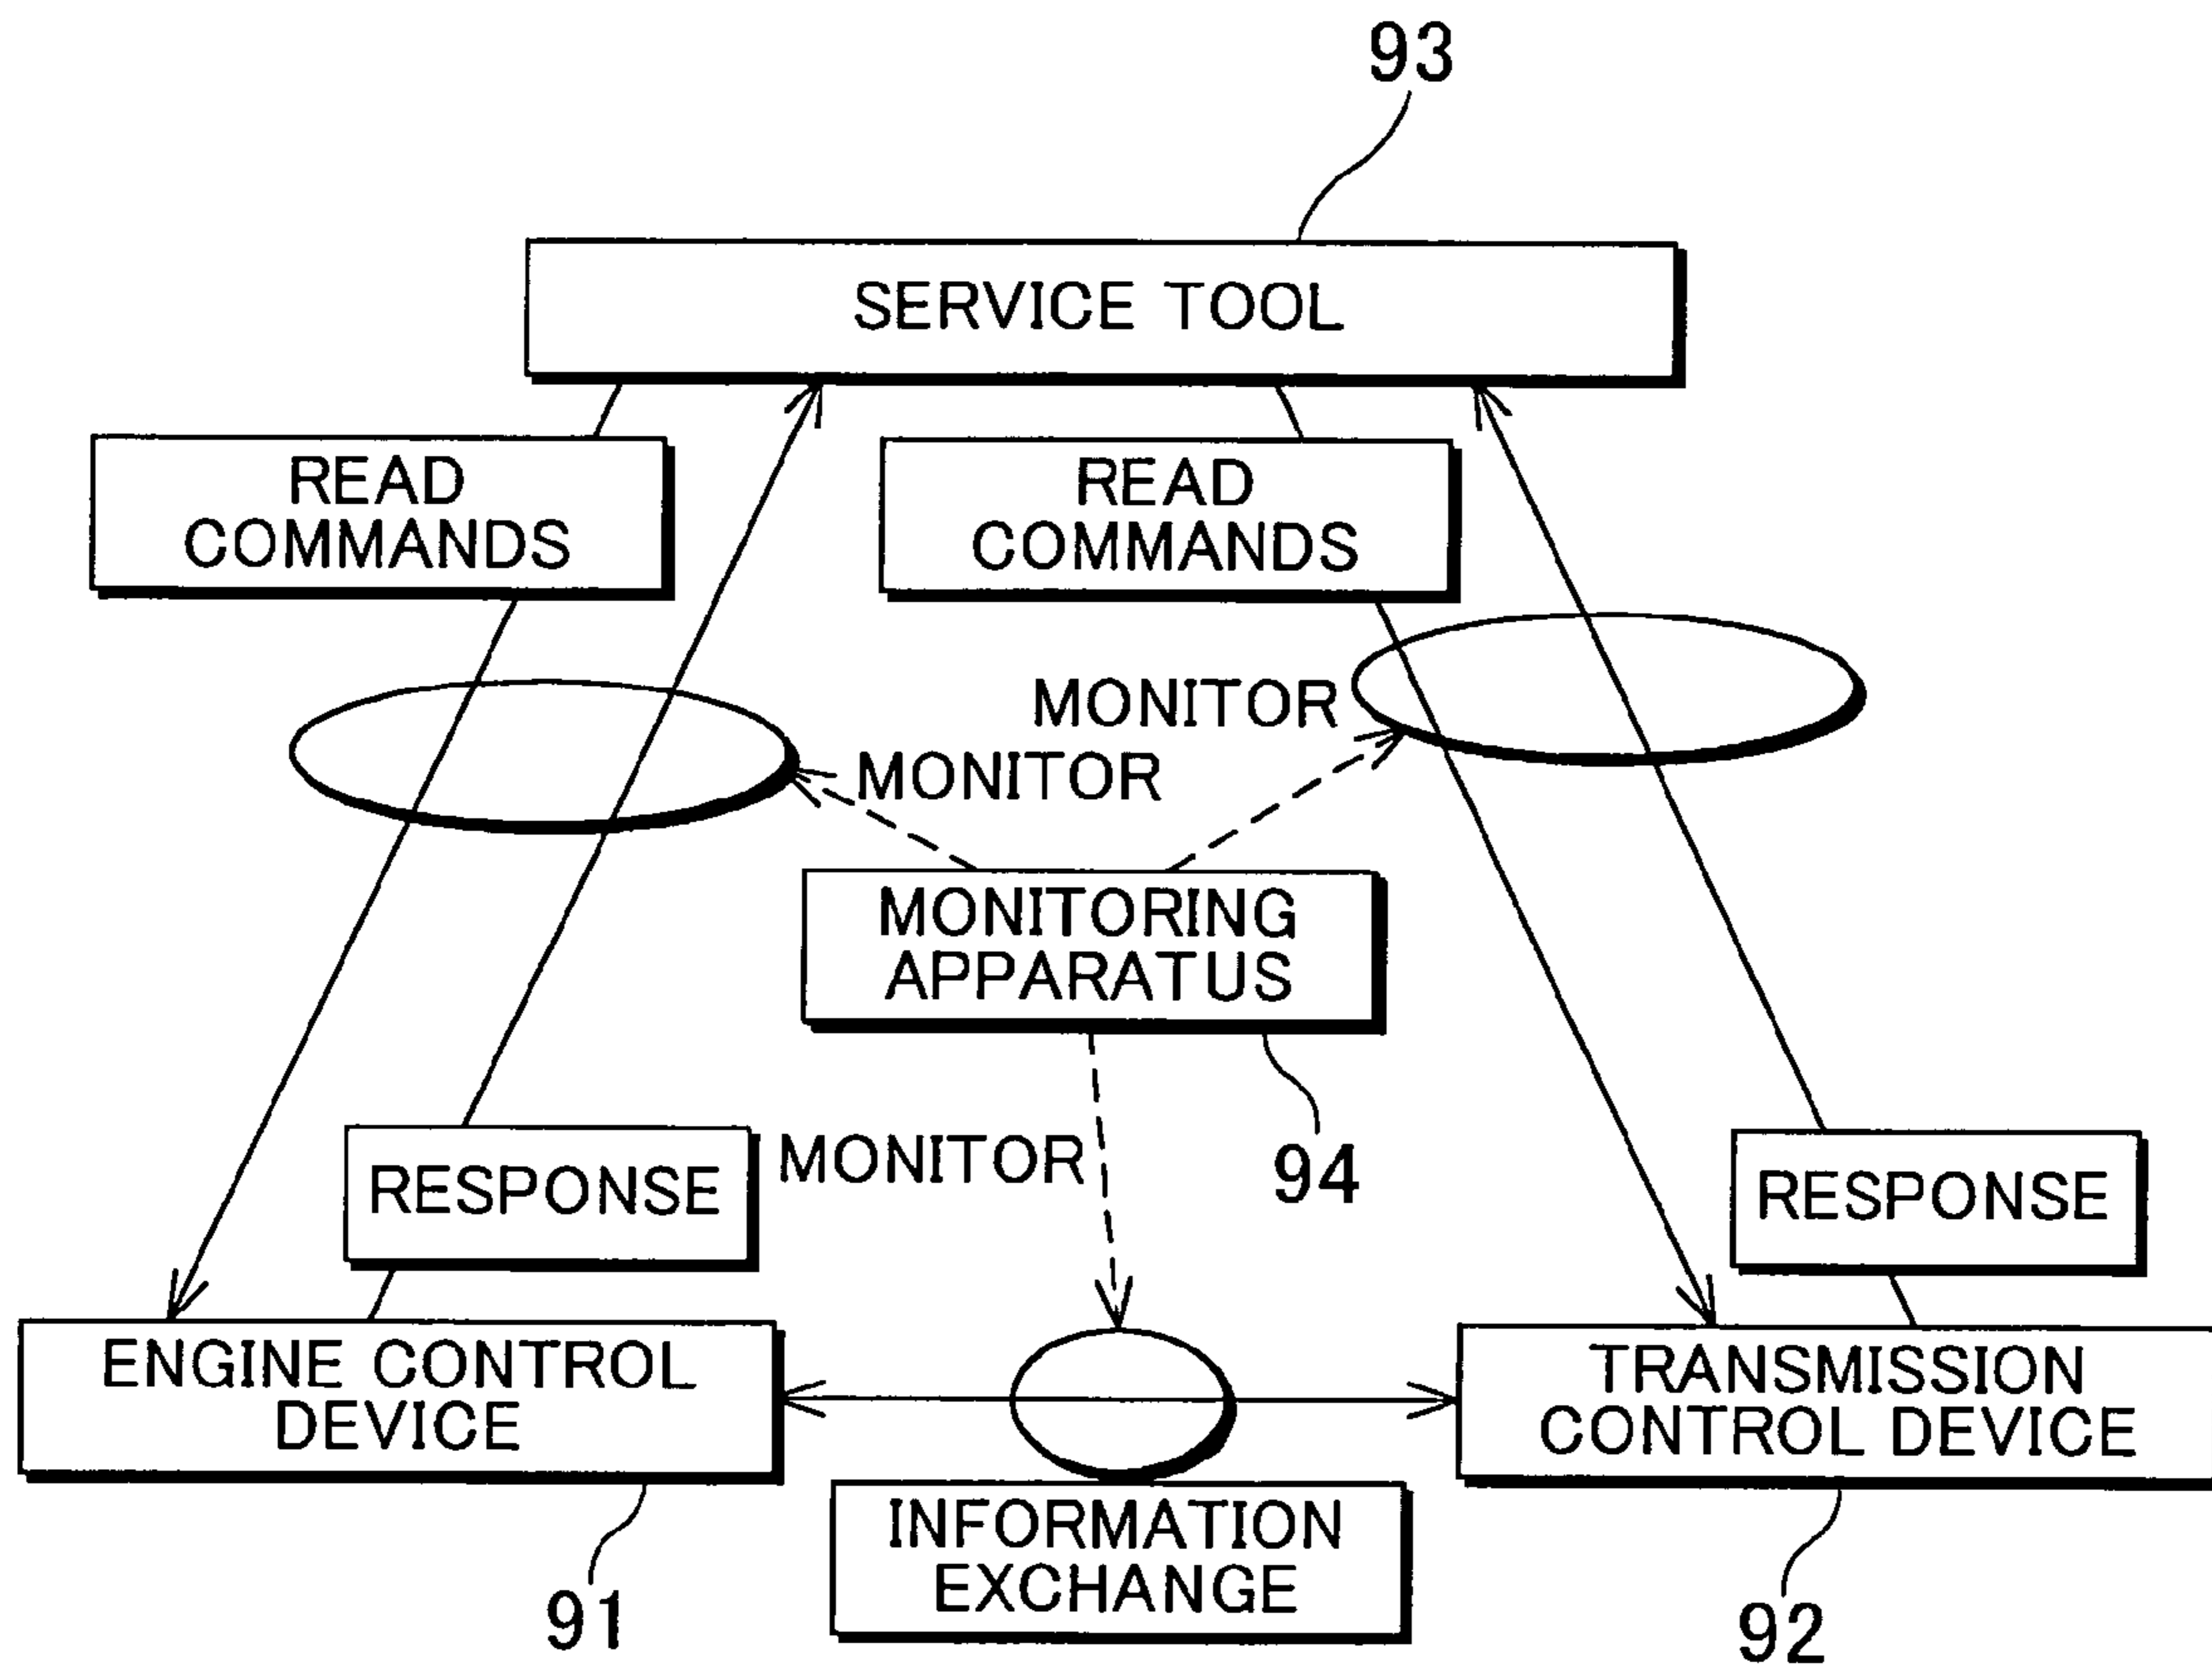 93
SERVICE TOOL
READ
COMMANDS
READ
COMMANDS
MONITOR
MONITOR
MONITORING
APPARATUS
94
RESPONSE
MONITOR
RESPONSE
ENGINE CONTROL
DEVICE
TRANSMISSION
CONTROL DEVICE
INFORMATION
EXCHANGE
91
92